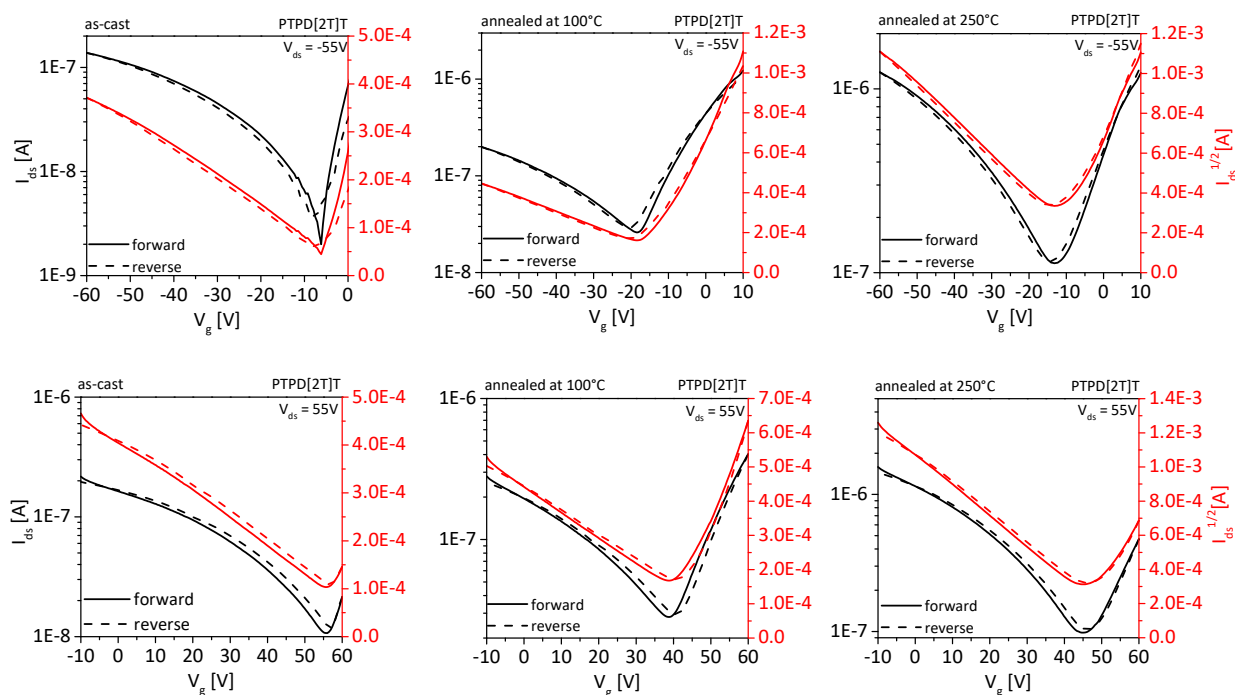 as-cast PTPD[2T]T
V_ds = -55V
1E-7
1E-8
1E-9
I_ds [A]
5.0E-4
4.0E-4
3.0E-4
2.0E-4
1.0E-4
0.0
forward
reverse
-60 -50 -40 -30 -20 -10 0
V_g [V]
annealed at 100°C PTPD[2T]T
V_ds = -55V
1E-6
1E-7
1E-8
1.2E-3
1.0E-3
8.0E-4
6.0E-4
4.0E-4
2.0E-4
0.0
forward
reverse
-60 -50 -40 -30 -20 -10 0 10
V_g [V]
annealed at 250°C PTPD[2T]T
V_ds = -55V
1E-6
1E-7
1.2E-3
1.0E-3
8.0E-4
6.0E-4
4.0E-4
2.0E-4
0.0
I_ds^1/2 [A]
forward
reverse
-60 -50 -40 -30 -20 -10 0 10
V_g [V]
as-cast PTPD[2T]T
V_ds = 55V
1E-6
1E-7
1E-8
I_ds [A]
5.0E-4
4.0E-4
3.0E-4
2.0E-4
1.0E-4
0.0
forward
reverse
-10 0 10 20 30 40 50 60
V_g [V]
annealed at 100°C PTPD[2T]T
V_ds = 55V
1E-6
1E-7
7.0E-4
6.0E-4
5.0E-4
4.0E-4
3.0E-4
2.0E-4
1.0E-4
0.0
forward
reverse
-10 0 10 20 30 40 50 60
V_g [V]
annealed at 250°C PTPD[2T]T
V_ds = 55V
1E-6
1E-7
1.4E-3
1.2E-3
1.0E-3
8.0E-4
6.0E-4
4.0E-4
2.0E-4
0.0
I_ds^1/2 [A]
forward
reverse
-10 0 10 20 30 40 50 60
V_g [V]